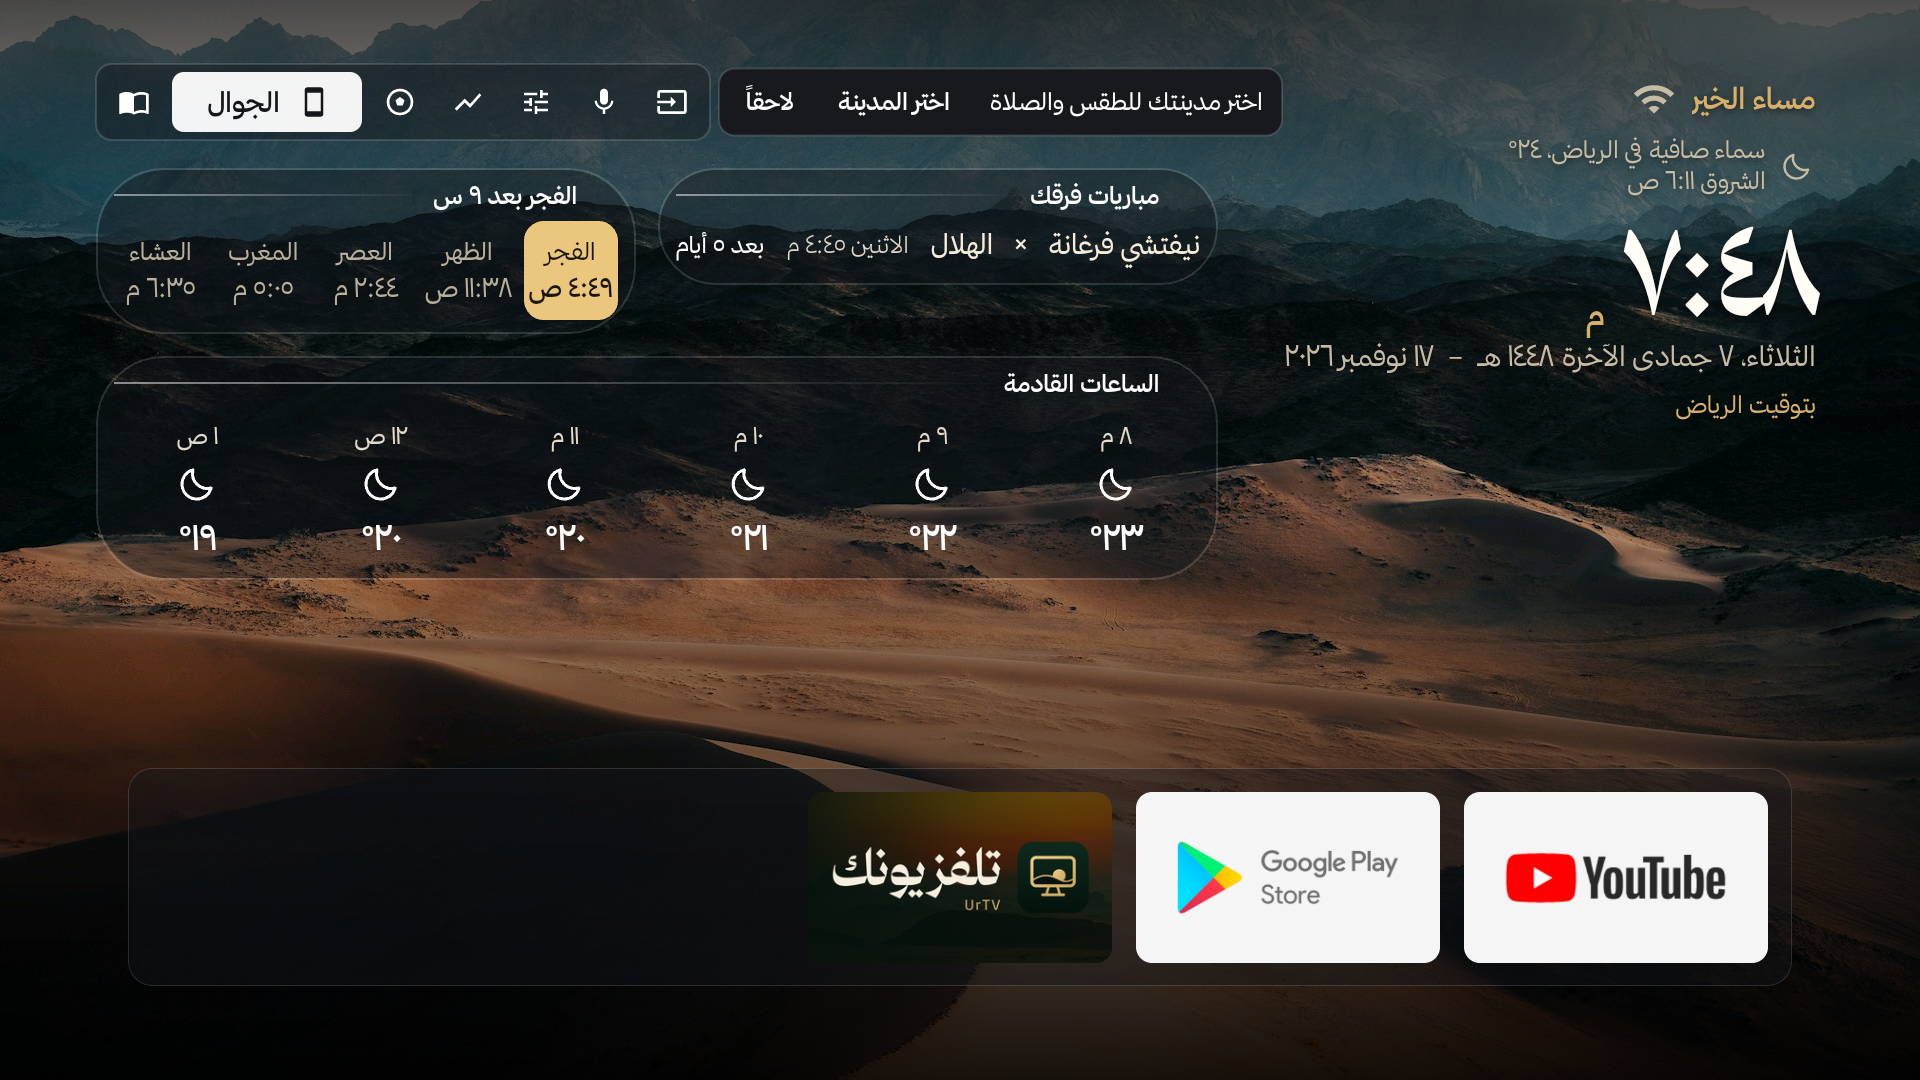 مساء الخير
سماء صافية في الرياض، ٢٤°
الشروق ٦:١١ ص
٧:٤٨ م
الثلاثاء، ٧ جمادى الآخرة ١٤٤٨ هـ – ١٧ نوفمبر ٢٠٢٦
بتوقيت الرياض
اختر مدينتك للطقس والصلاة اختر المدينة لاحقاً
الجوال
مباريات فرقك
نيفتشي فرغانة × الهلال الاثنين ٤:٤٥ م بعد ٥ أيام
الفجر بعد ٩ س
الفجر الظهر العصر المغرب العشاء
٤:٤٩ ص ١١:٣٨ ص ٢:٤٤ م ٥:٠٥ م ٦:٣٥ م
الساعات القادمة
٨ م ٩ م ١٠ م ١١ م ١٢ ص ١ ص
٢٣° ٢٢° ٢١° ٢٠° ٢٠° ١٩°
YouTube
Google Play
Store
تلفزيونك
UrTV